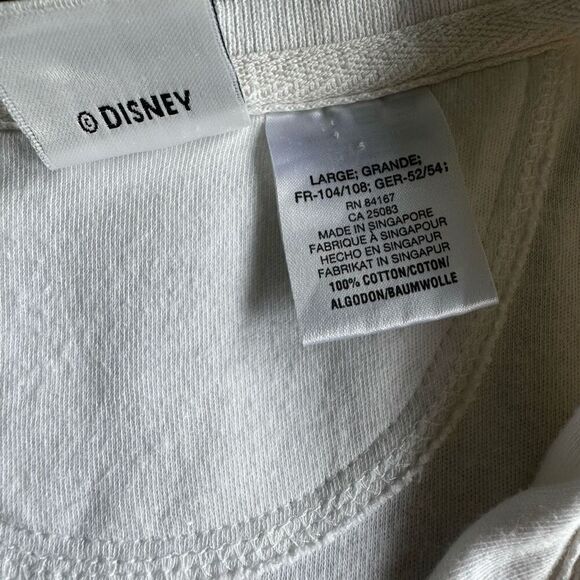 © DISNEY
LARGE; GRANDE;
FR-104/108; GER-52/54;
RN 84167
CA 25083
MADE IN SINGAPORE
FABRIQUE À SINGAPOUR
HECHO EN SINGAPUR
FABRIKAT IN SINGAPUR
100% COTTON/COTON/
ALGODON/BAUMWOLLE